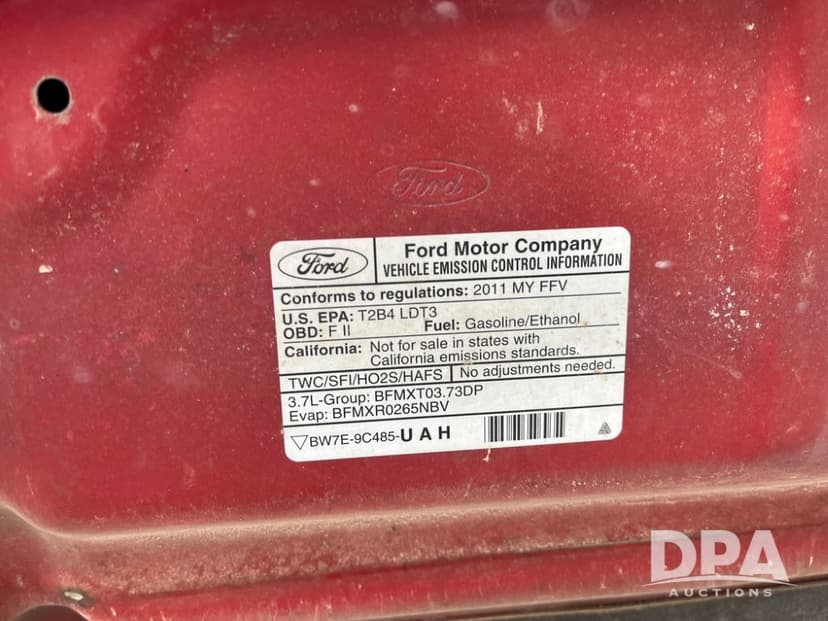 Ford
Ford
Ford Motor Company
VEHICLE EMISSION CONTROL INFORMATION
Conforms to regulations: 2011 MY FFV
U.S. EPA: T2B4 LDT3
OBD: F II Fuel: Gasoline/Ethanol
California: Not for sale in states with
California emissions standards.
TWC/SFI/HO2S/HAFS No adjustments needed.
3.7L-Group: BFMXT03.73DP
Evap: BFMXR0265NBV
BW7E-9C485-UAH
DPA
AUCTIONS